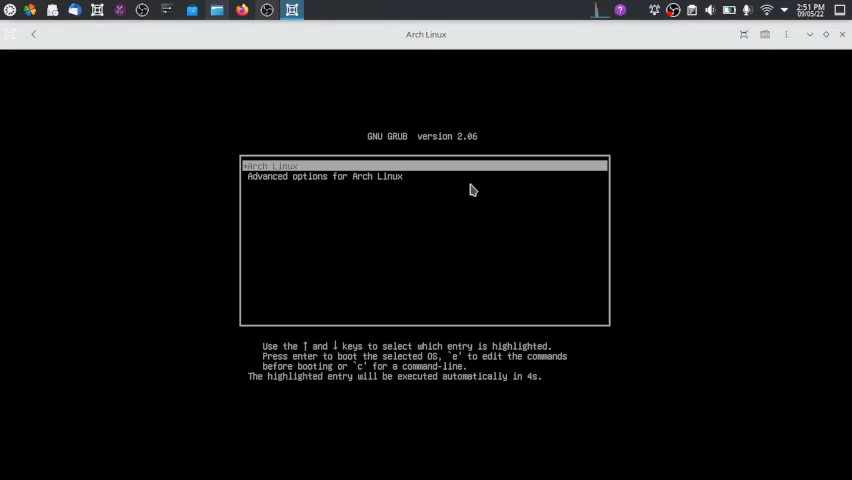 2:51 PM
09/05/22
Arch Linux
GNU GRUB  version 2.06
*Arch Linux
Advanced options for Arch Linux
Use the ↑ and ↓ keys to select which entry is highlighted.
Press enter to boot the selected OS, `e' to edit the commands
before booting or `c' for a command-line.
The highlighted entry will be executed automatically in 4s.